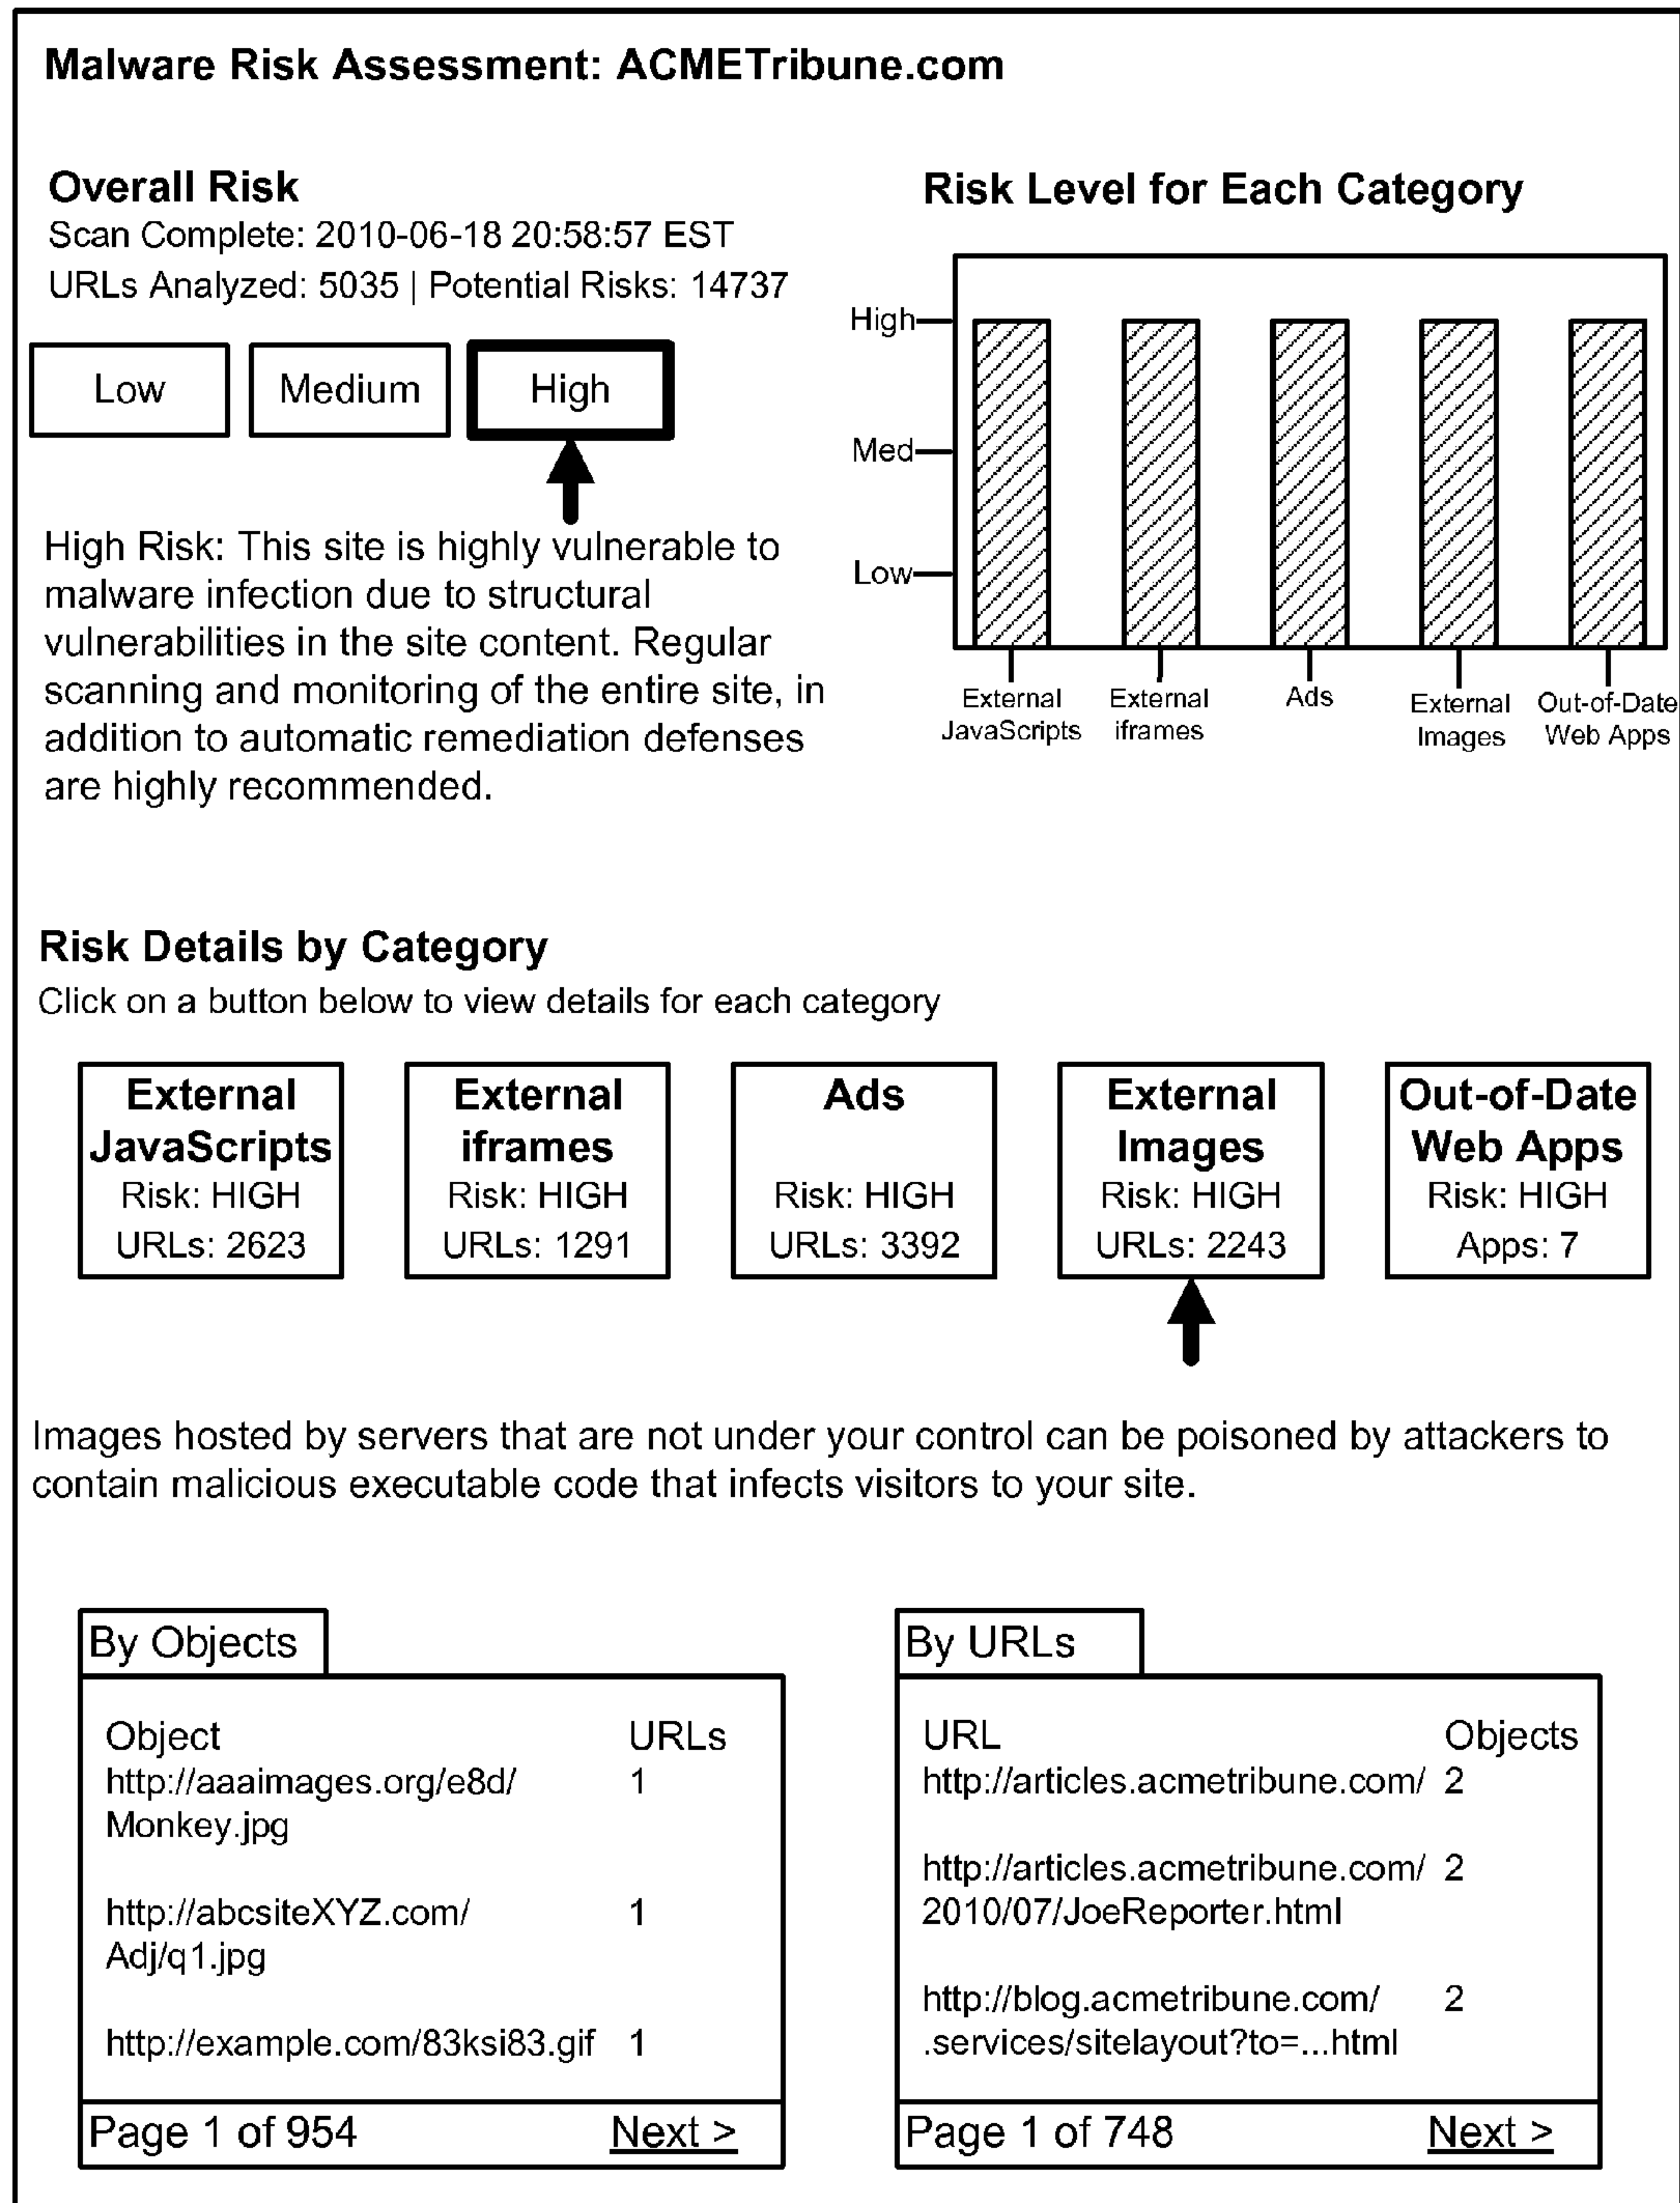 Malware Risk Assessment: ACMETribune.com
Overall Risk
Scan Complete: 2010-06-18 20:58:57 EST
URLs Analyzed: 5035 | Potential Risks: 14737
Low
Medium
High
High Risk: This site is highly vulnerable to
malware infection due to structural
vulnerabilities in the site content. Regular
scanning and monitoring of the entire site, in
addition to automatic remediation defenses
are highly recommended.
Risk Level for Each Category
High
Med
Low
External
JavaScripts
External
iframes
Ads
External
Images
Out-of-Date
Web Apps
Risk Details by Category
Click on a button below to view details for each category
External
JavaScripts
Risk: HIGH
URLs: 2623
External
iframes
Risk: HIGH
URLs: 1291
Ads
Risk: HIGH
URLs: 3392
External
Images
Risk: HIGH
URLs: 2243
Out-of-Date
Web Apps
Risk: HIGH
Apps: 7
Images hosted by servers that are not under your control can be poisoned by attackers to
contain malicious executable code that infects visitors to your site.
By Objects
Object URLs
http://aaaimages.org/e8d/ 1
Monkey.jpg
http://abcsiteXYZ.com/ 1
Adj/q1.jpg
http://example.com/83ksi83.gif 1
Page 1 of 954 Next >
By URLs
URL Objects
http://articles.acmetribune.com/ 2
http://articles.acmetribune.com/ 2
2010/07/JoeReporter.html
http://blog.acmetribune.com/ 2
.services/sitelayout?to=...html
Page 1 of 748 Next >